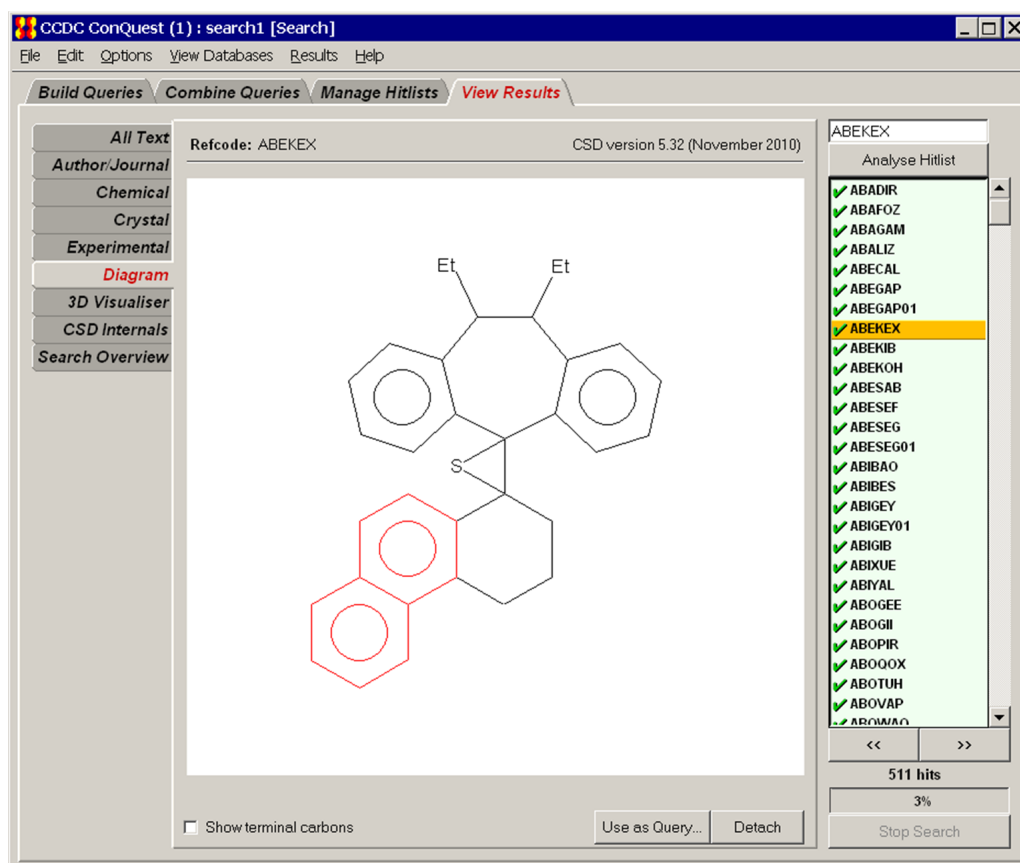 CCDC ConQuest (1) : search1 [Search]
File Edit Options View Databases Results Help
Build Queries Combine Queries Manage Hitlists View Results
All Text
Author/Journal
Chemical
Crystal
Experimental
Diagram
3D Visualiser
CSD Internals
Search Overview
Refcode: ABEKEX CSD version 5.32 (November 2010)
Et Et
S
Show terminal carbons Use as Query... Detach
ABEKEX
Analyse Hitlist
ABADIR
ABAFOZ
ABAGAM
ABALIZ
ABECAL
ABEGAP
ABEGAP01
ABEKEX
ABEKIB
ABEKOH
ABESAB
ABESEF
ABESEG
ABESEG01
ABIBAO
ABIBES
ABIGEY
ABIGEY01
ABIGIB
ABIXUE
ABIYAL
ABOGEE
ABOGII
ABOPIR
ABOQOX
ABOTUH
ABOVAP
<< >>
511 hits
3%
Stop Search